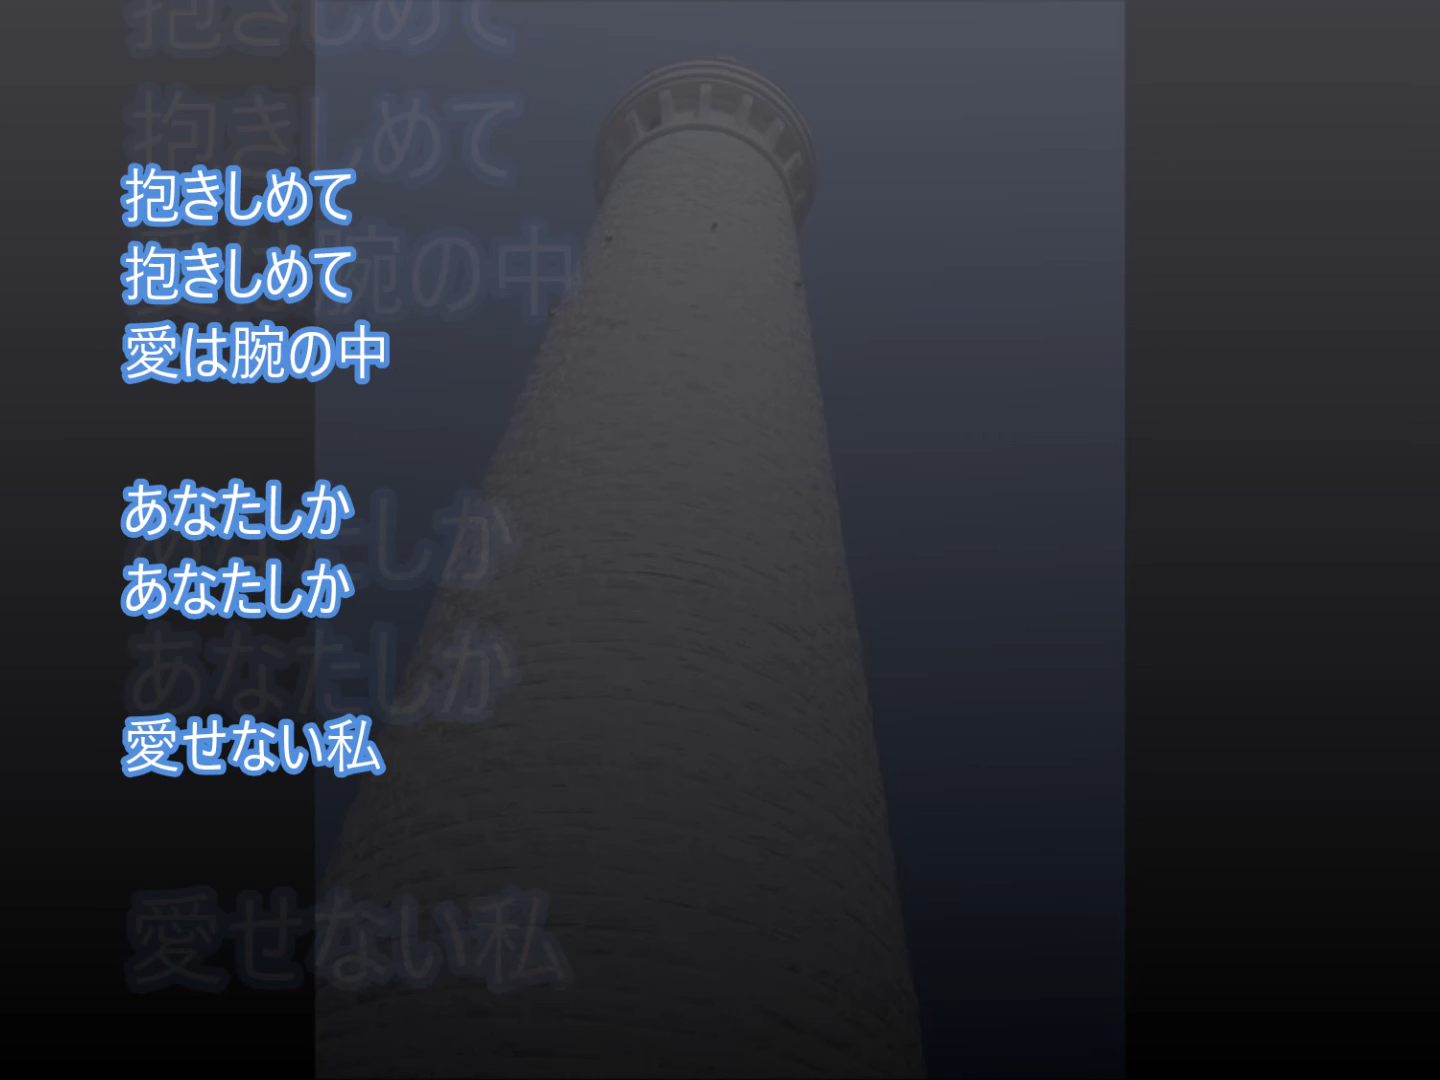 抱きしめて
抱きしめて
愛は腕の中
あなたしか
あなたしか
愛せない私